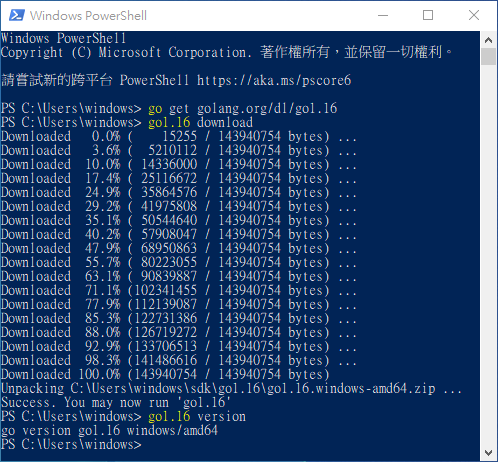 Windows PowerShell
Windows PowerShell
Copyright (C) Microsoft Corporation. 著作權所有，並保留一切權利。
請嘗試新的跨平台 PowerShell https://aka.ms/pscore6
PS C:\Users\windows> go get golang.org/dl/go1.16
PS C:\Users\windows> go1.16 download
Downloaded   0.0% (    15255 / 143940754 bytes) ...
Downloaded   3.6% (  5210112 / 143940754 bytes) ...
Downloaded  10.0% ( 14336000 / 143940754 bytes) ...
Downloaded  17.4% ( 25116672 / 143940754 bytes) ...
Downloaded  24.9% ( 35864576 / 143940754 bytes) ...
Downloaded  29.2% ( 41975808 / 143940754 bytes) ...
Downloaded  35.1% ( 50544640 / 143940754 bytes) ...
Downloaded  40.2% ( 57908047 / 143940754 bytes) ...
Downloaded  47.9% ( 68950863 / 143940754 bytes) ...
Downloaded  55.7% ( 80223055 / 143940754 bytes) ...
Downloaded  63.1% ( 90839887 / 143940754 bytes) ...
Downloaded  71.1% (102341455 / 143940754 bytes) ...
Downloaded  77.9% (112139087 / 143940754 bytes) ...
Downloaded  85.3% (122731386 / 143940754 bytes) ...
Downloaded  88.0% (126719272 / 143940754 bytes) ...
Downloaded  92.9% (133706513 / 143940754 bytes) ...
Downloaded  98.3% (141486616 / 143940754 bytes) ...
Downloaded 100.0% (143940754 / 143940754 bytes)
Unpacking C:\Users\windows\sdk\go1.16\go1.16.windows-amd64.zip ...
Success. You may now run 'go1.16'
PS C:\Users\windows> go1.16 version
go version go1.16 windows/amd64
PS C:\Users\windows>